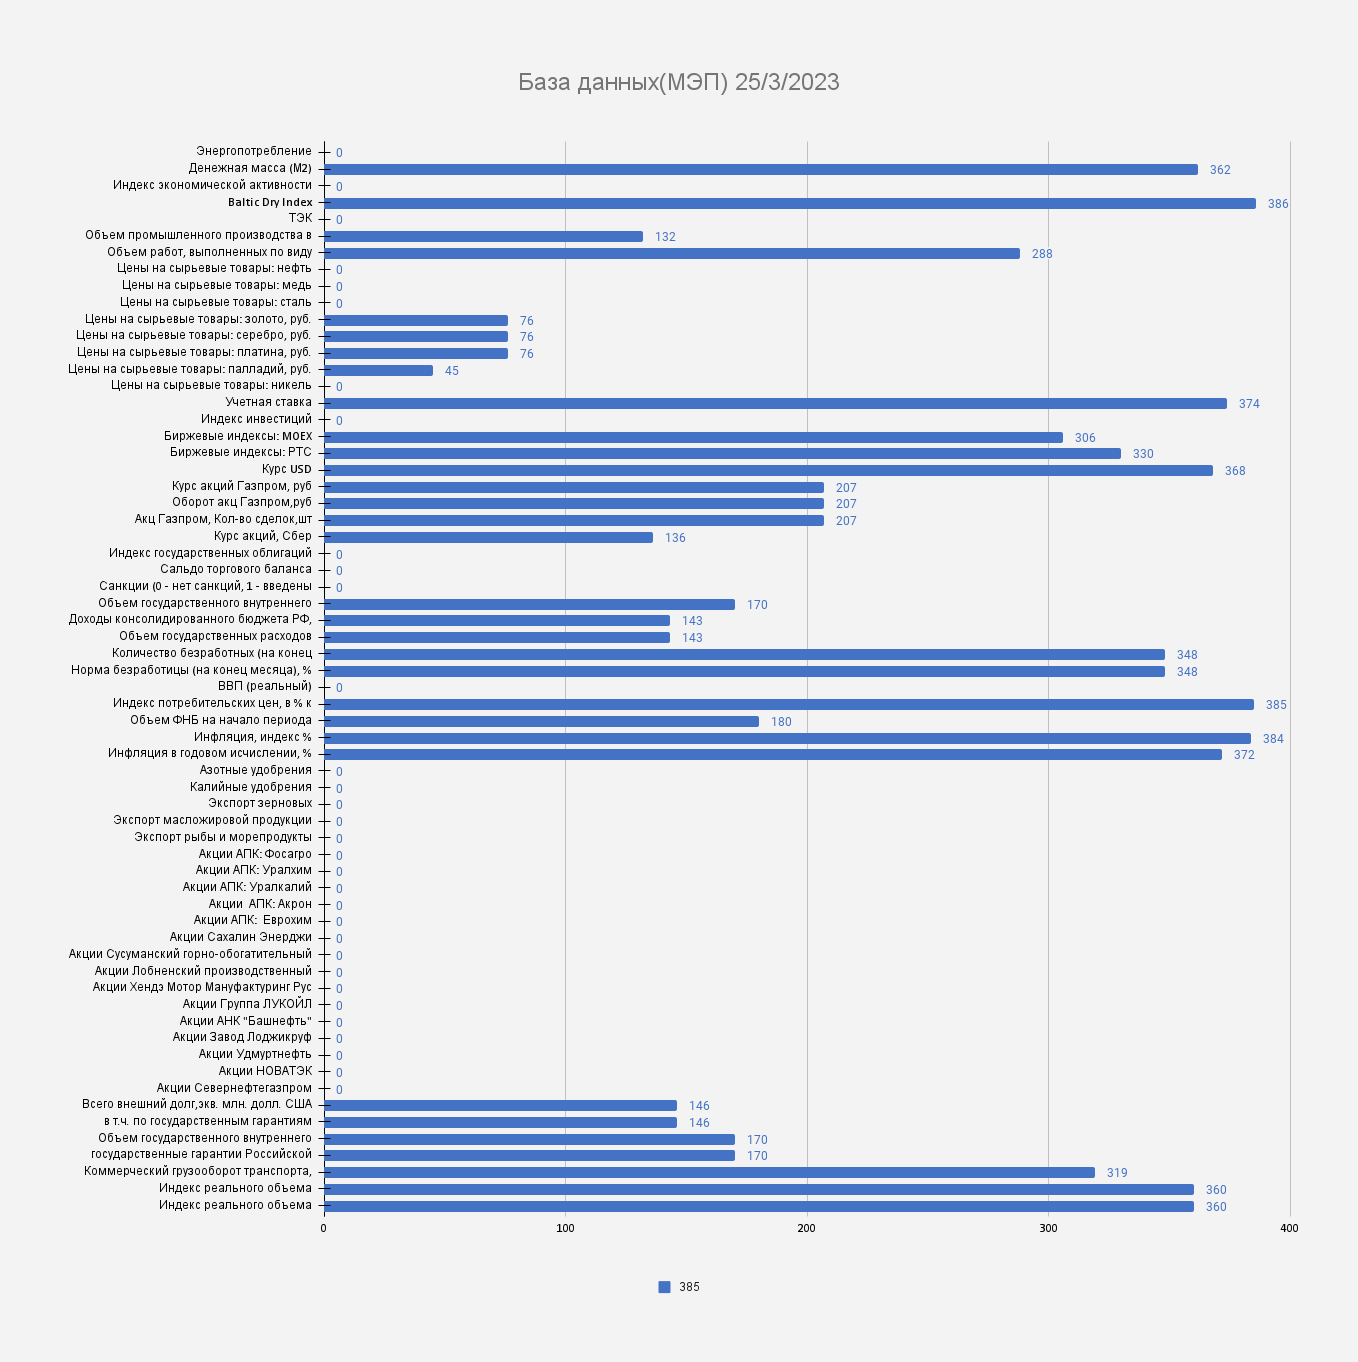 База данных(МЭП) 25/3/2023
Энергопотребление 0
Денежная масса (M2) 362
Индекс экономической активности 0
Baltic Dry Index 386
ТЭК 0
Объем промышленного производства в 132
Объем работ, выполненных по виду 288
Цены на сырьевые товары: нефть 0
Цены на сырьевые товары: медь 0
Цены на сырьевые товары: сталь 0
Цены на сырьевые товары: золото, руб. 76
Цены на сырьевые товары: серебро, руб. 76
Цены на сырьевые товары: платина, руб. 76
Цены на сырьевые товары: палладий, руб. 45
Цены на сырьевые товары: никель 0
Учетная ставка 374
Индекс инвестиций 0
Биржевые индексы: MOEX 306
Биржевые индексы: РТС 330
Курс USD 368
Курс акций Газпром, руб 207
Оборот акц Газпром,руб 207
Акц Газпром, Кол-во сделок,шт 207
Курс акций, Сбер 136
Индекс государственных облигаций 0
Сальдо торгового баланса 0
Санкции (0 - нет санкций, 1 - введены 0
Объем государственного внутреннего 170
Доходы консолидированного бюджета РФ, 143
Объем государственных расходов 143
Количество безработных (на конец 348
Норма безработицы (на конец месяца), % 348
ВВП (реальный) 0
Индекс потребительских цен, в % к 385
Объем ФНБ на начало периода 180
Инфляция, индекс % 384
Инфляция в годовом исчислении, % 372
Азотные удобрения 0
Калийные удобрения 0
Экспорт зерновых 0
Экспорт масложировой продукции 0
Экспорт рыбы и морепродукты 0
Акции АПК: Фосагро 0
Акции АПК: Уралхим 0
Акции АПК: Уралкалий 0
Акции  АПК: Акрон 0
Акции АПК:  Еврохим 0
Акции Сахалин Энерджи 0
Акции Сусуманский горно-обогатительный 0
Акции Лобненский производственный 0
Акции Хендэ Мотор Мануфактуринг Рус 0
Акции Группа ЛУКОЙЛ 0
Акции АНК "Башнефть" 0
Акции Завод Лоджикруф 0
Акции Удмуртнефть 0
Акции НОВАТЭК 0
Акции Севернефтегазпром 0
Всего внешний долг,экв. млн. долл. США 146
в т.ч. по государственным гарантиям 146
Объем государственного внутреннего 170
государственные гарантии Российской 170
Коммерческий грузооборот транспорта, 319
Индекс реального объема 360
Индекс реального объема 360
0 100 200 300 400
385